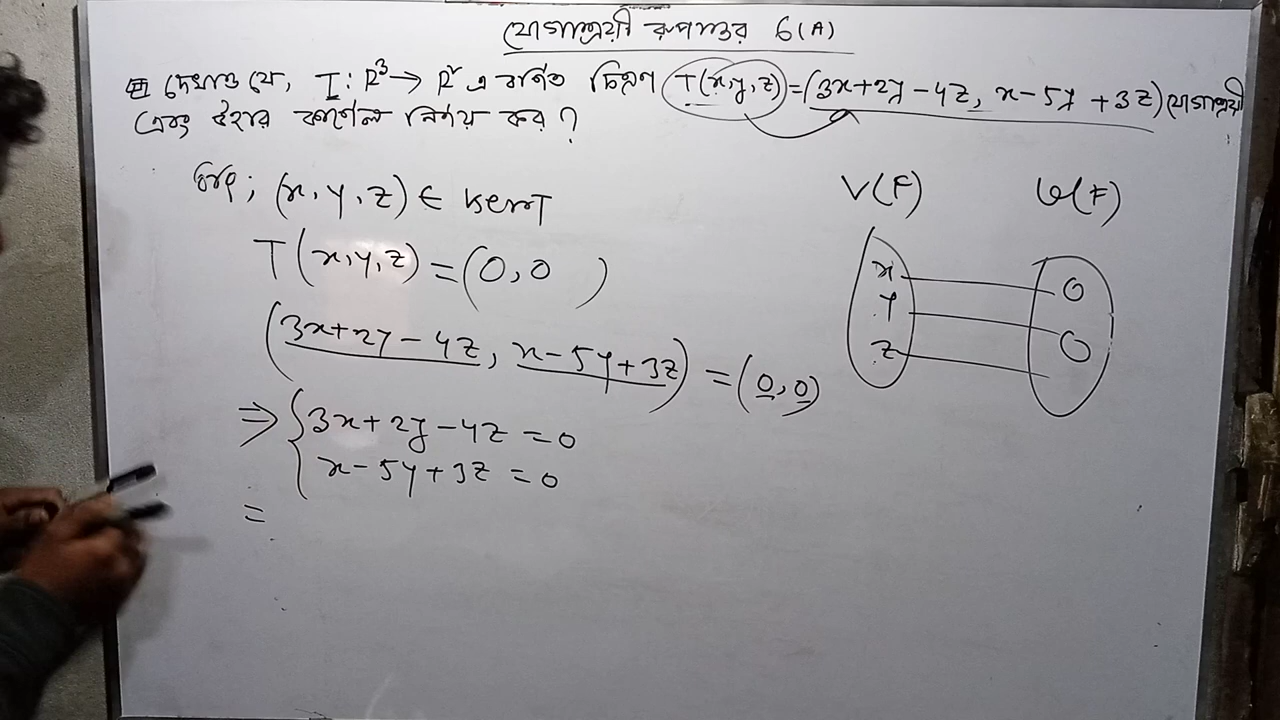 যোগাশ্রয়ী রূপান্তর 6(A)
দেখাও যে, T: R³ → R² এ বর্ণিত চিত্রণ T(x,y,z)=(3x+2y-4z, x-5y+3z) যোগাশ্রয়ী
এবং ইহার কার্ণেল নির্ণয় কর?
(x, y, z) ∈ KerT
T(x,y,z)=(0,0)
(3x+2y-4z, x-5y+3z)=(0,0)
⇒ { 3x+2y-4z=0
x-5y+3z=0
=
V(F) U(F)
x 0
y 0
z